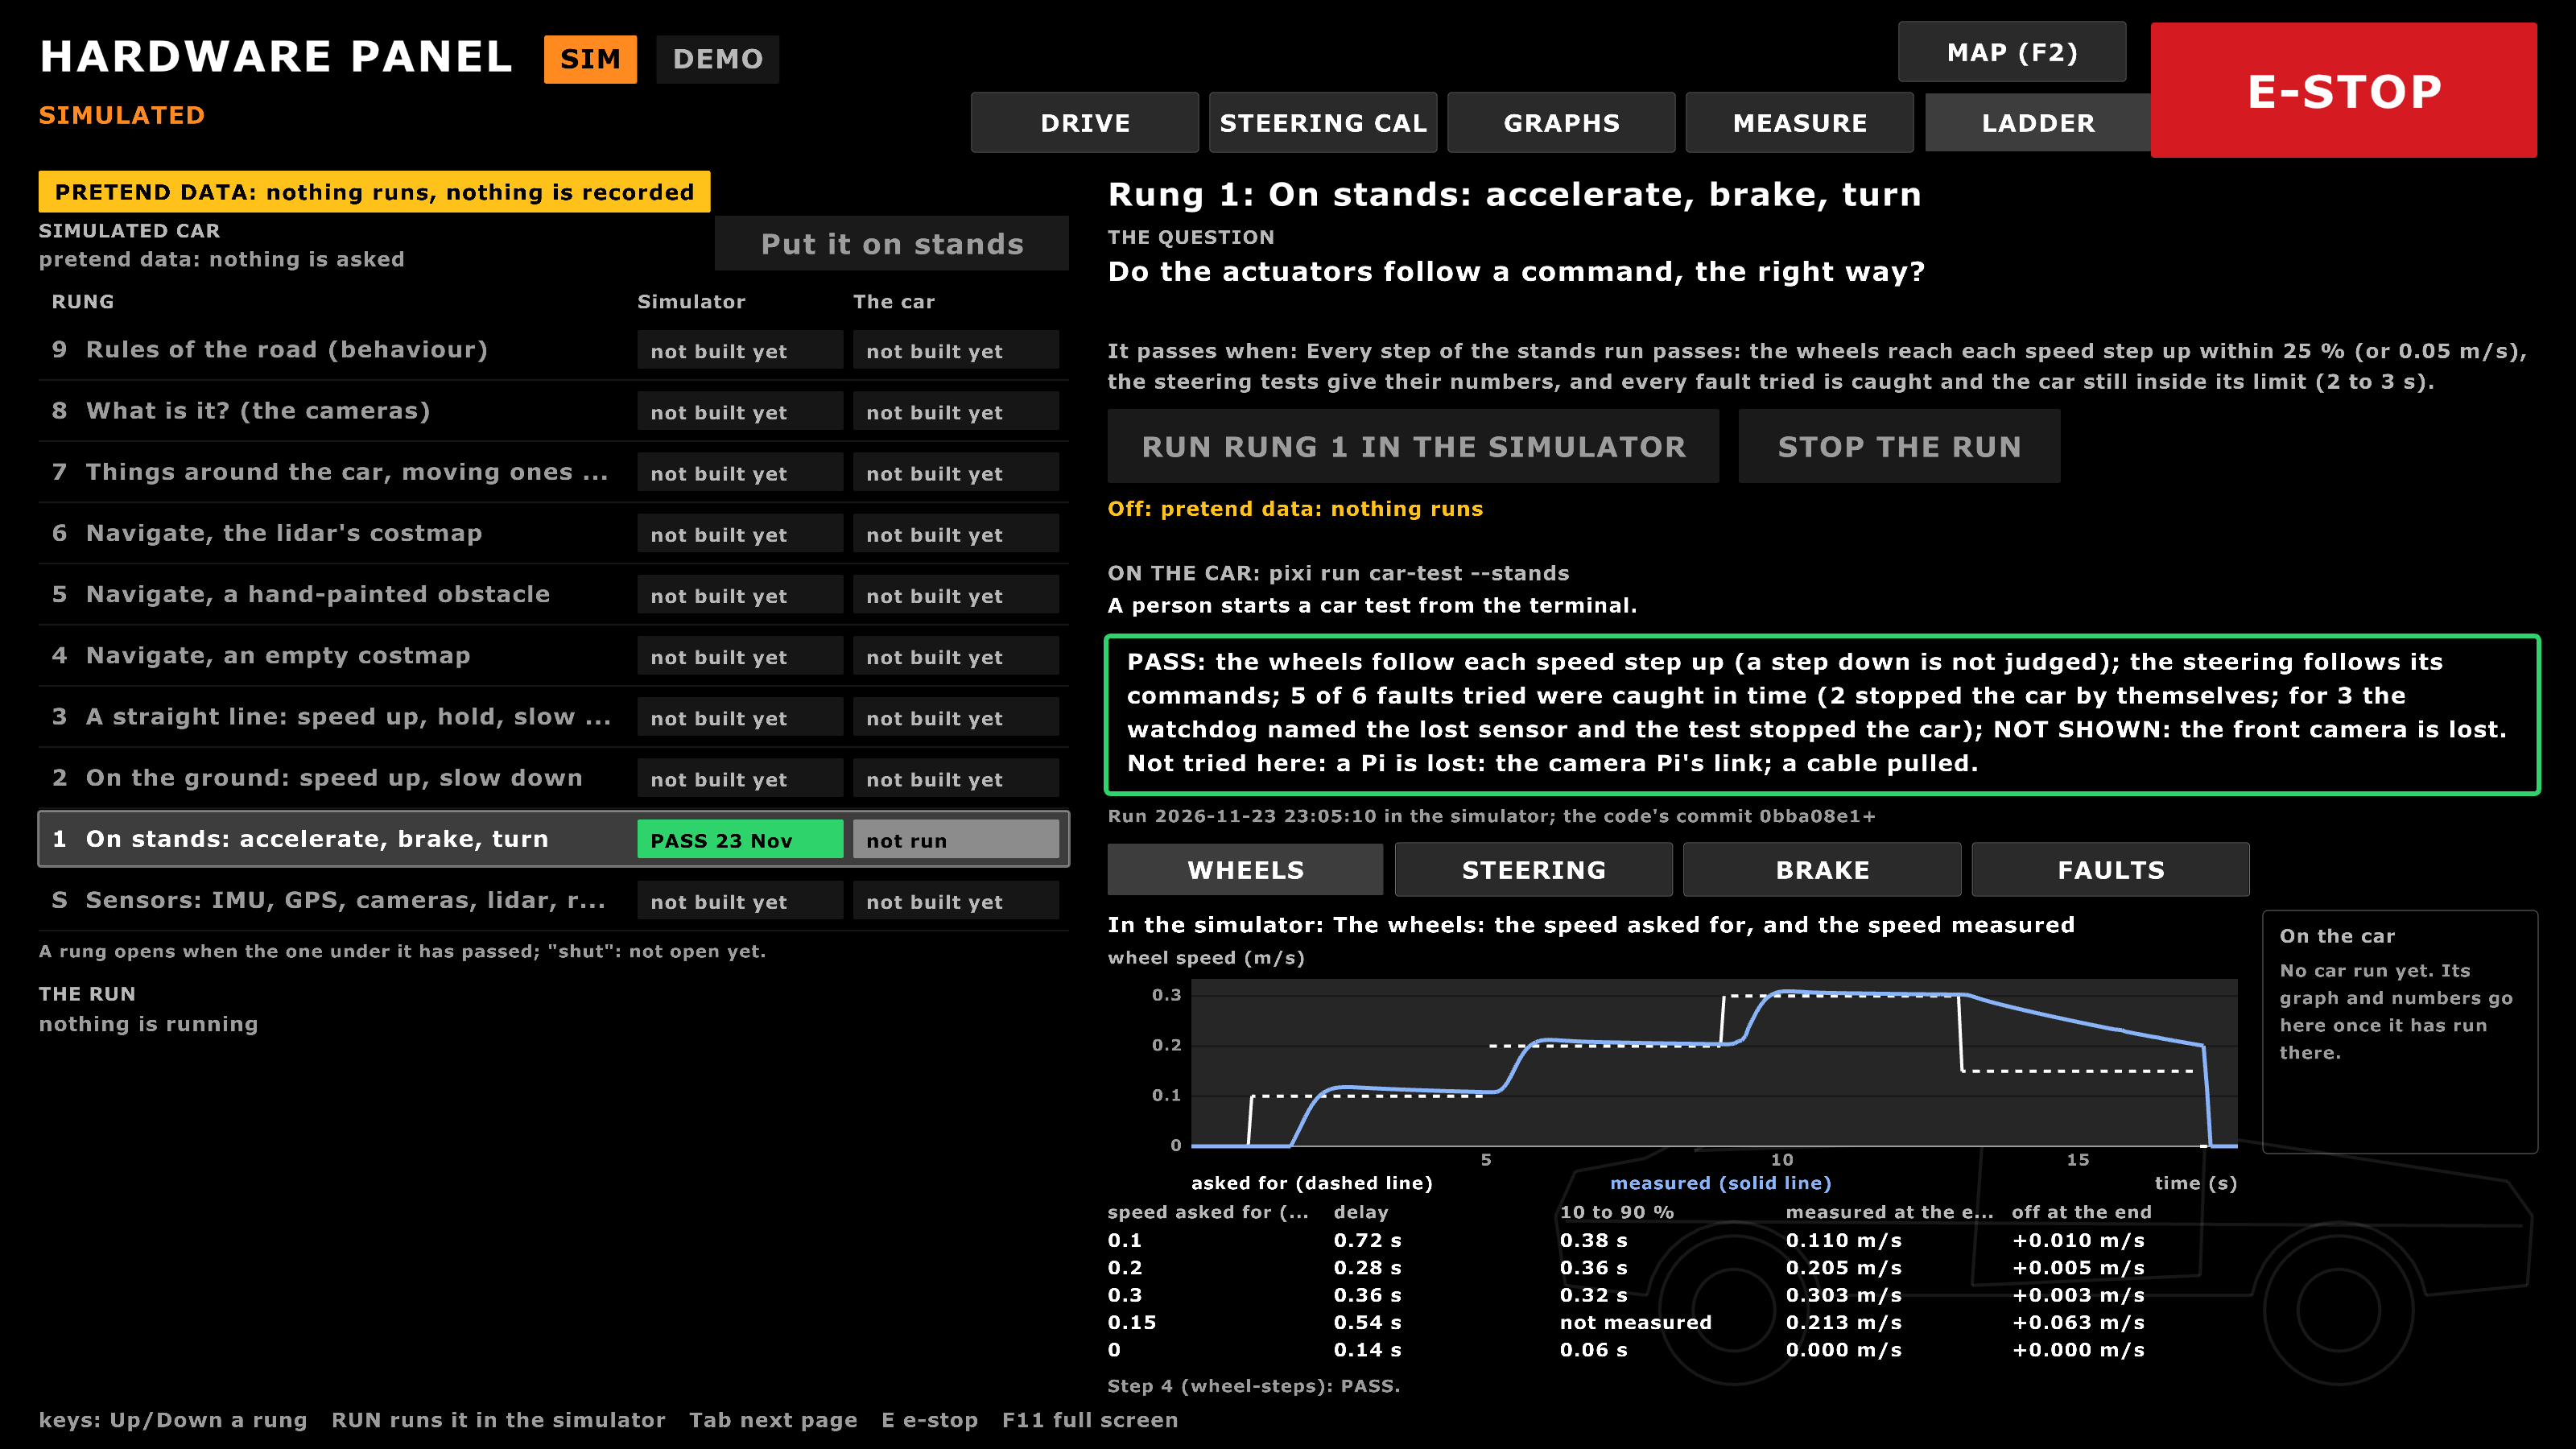 HARDWARE PANEL SIM DEMO
SIMULATED
MAP (F2)
E-STOP
DRIVE STEERING CAL GRAPHS MEASURE LADDER
PRETEND DATA: nothing runs, nothing is recorded
SIMULATED CAR
pretend data: nothing is asked
Put it on stands
RUNG Simulator The car
9 Rules of the road (behaviour) not built yet not built yet
8 What is it? (the cameras) not built yet not built yet
7 Things around the car, moving ones ... not built yet not built yet
6 Navigate, the lidar's costmap not built yet not built yet
5 Navigate, a hand-painted obstacle not built yet not built yet
4 Navigate, an empty costmap not built yet not built yet
3 A straight line: speed up, hold, slow ... not built yet not built yet
2 On the ground: speed up, slow down not built yet not built yet
1 On stands: accelerate, brake, turn PASS 23 Nov not run
S Sensors: IMU, GPS, cameras, lidar, r... not built yet not built yet
A rung opens when the one under it has passed; "shut": not open yet.
THE RUN
nothing is running
Rung 1: On stands: accelerate, brake, turn
THE QUESTION
Do the actuators follow a command, the right way?
It passes when: Every step of the stands run passes: the wheels reach each speed step up within 25 % (or 0.05 m/s),
the steering tests give their numbers, and every fault tried is caught and the car still inside its limit (2 to 3 s).
RUN RUNG 1 IN THE SIMULATOR STOP THE RUN
Off: pretend data: nothing runs
ON THE CAR: pixi run car-test --stands
A person starts a car test from the terminal.
PASS: the wheels follow each speed step up (a step down is not judged); the steering follows its
commands; 5 of 6 faults tried were caught in time (2 stopped the car by themselves; for 3 the
watchdog named the lost sensor and the test stopped the car); NOT SHOWN: the front camera is lost.
Not tried here: a Pi is lost: the camera Pi's link; a cable pulled.
Run 2026-11-23 23:05:10 in the simulator; the code's commit 0bba08e1+
WHEELS STEERING BRAKE FAULTS
In the simulator: The wheels: the speed asked for, and the speed measured
wheel speed (m/s)
0.3
0.2
0.1
0
5 10 15
asked for (dashed line) measured (solid line) time (s)
On the car
No car run yet. Its
graph and numbers go
here once it has run
there.
speed asked for (... delay 10 to 90 % measured at the e... off at the end
0.1 0.72 s 0.38 s 0.110 m/s +0.010 m/s
0.2 0.28 s 0.36 s 0.205 m/s +0.005 m/s
0.3 0.36 s 0.32 s 0.303 m/s +0.003 m/s
0.15 0.54 s not measured 0.213 m/s +0.063 m/s
0 0.14 s 0.06 s 0.000 m/s +0.000 m/s
Step 4 (wheel-steps): PASS.
keys: Up/Down a rung RUN runs it in the simulator Tab next page E e-stop F11 full screen